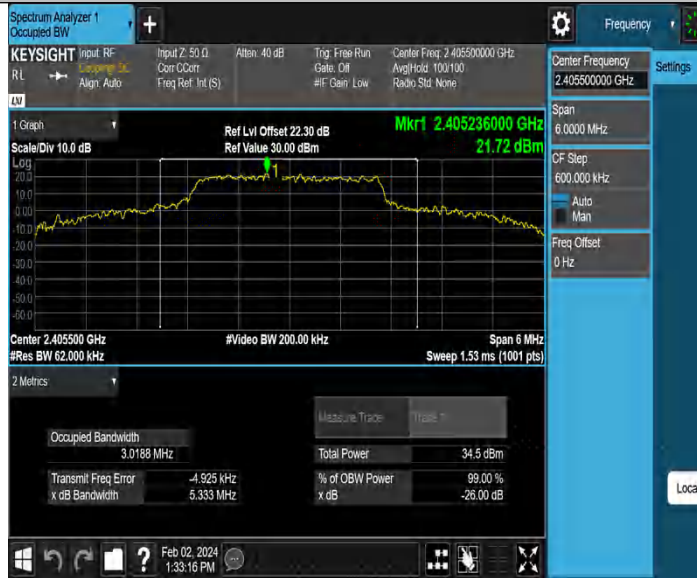 Spectrum Analyzer 1
Occupied BW
+
Frequency
KEYSIGHT
RL
Input: RF
Coupling: DC
Align: Auto
Input Z: 50 Ω
Corr CCorr
Freq Ref: Int (S)
Atten: 40 dB
Trig: Free Run
Gate: Off
#IF Gain: Low
Center Freq: 2.405500000 GHz
Avg|Hold: 100/100
Radio Std: None
Center Frequency
2.405500000 GHz
Settings
Span
6.0000 MHz
CF Step
600.000 kHz
Auto
Man
Freq Offset
0 Hz
1 Graph
Scale/Div 10.0 dB
Ref Lvl Offset 22.30 dB
Ref Value 30.00 dBm
Mkr1 2.405236000 GHz
21.72 dBm
Log
20.0
10.0
0.00
-10.0
-20.0
-30.0
-40.0
-50.0
-60.0
1
Center 2.405500 GHz
#Res BW 62.000 kHz
#Video BW 200.00 kHz
Span 6 MHz
Sweep 1.53 ms (1001 pts)
2 Metrics
Measure Trace
Trace 1
Occupied Bandwidth
3.0188 MHz
Total Power
34.5 dBm
Transmit Freq Error
-4.925 kHz
% of OBW Power
99.00 %
x dB Bandwidth
5.333 MHz
x dB
-26.00 dB
Loca
?
Feb 02, 2024
1:33:16 PM